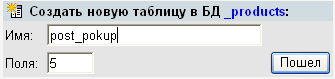 Создать новую таблицу в БД _products:
Имя: post_pokup
Поля: 5 Пошел